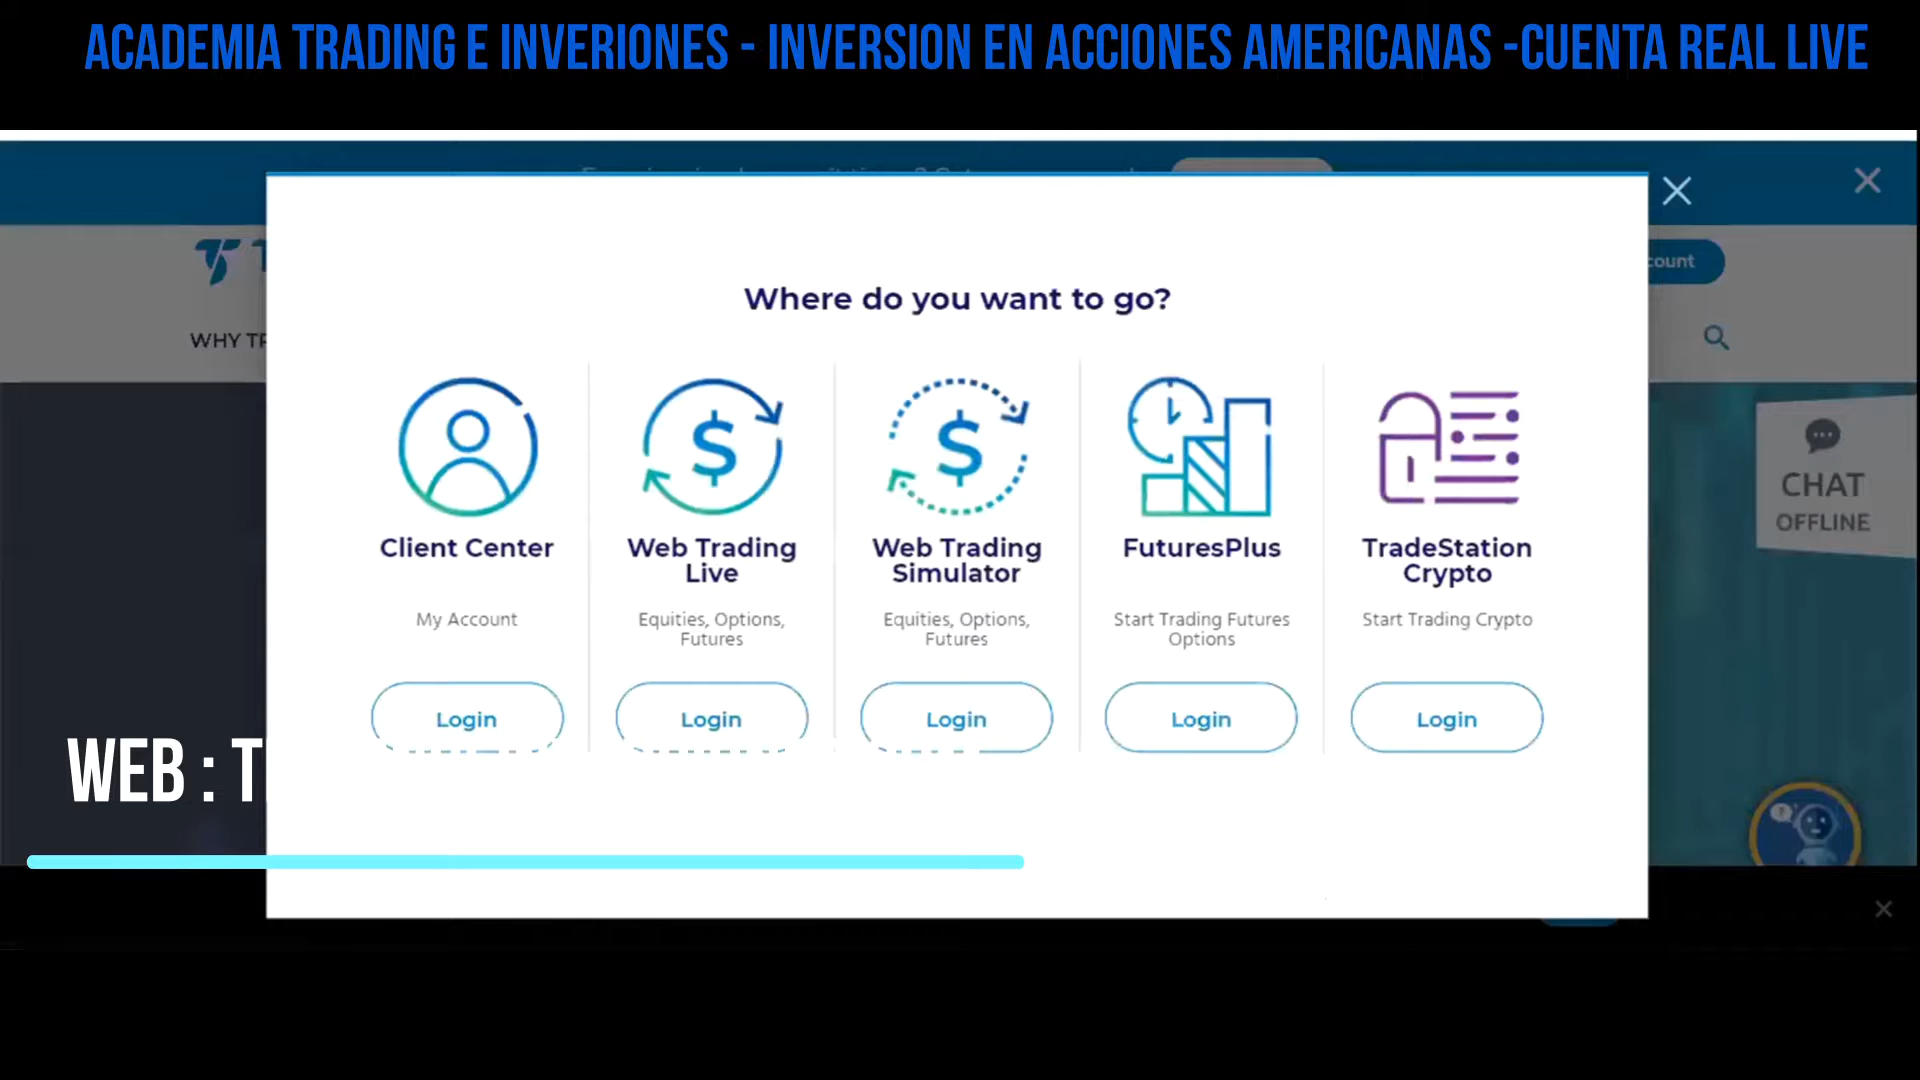 ACADEMIA TRADING E INVERIONES - INVERSION EN ACCIONES AMERICANAS -CUENTA REAL LIVE
count
WHY
Where do you want to go?
Client Center
My Account
Login
Web Trading
Live
Equities, Options,
Futures
Login
Web Trading
Simulator
Equities, Options,
Futures
Login
FuturesPlus
Start Trading Futures
Options
Login
TradeStation
Crypto
Start Trading Crypto
Login
CHAT
OFFLINE
WEB : T